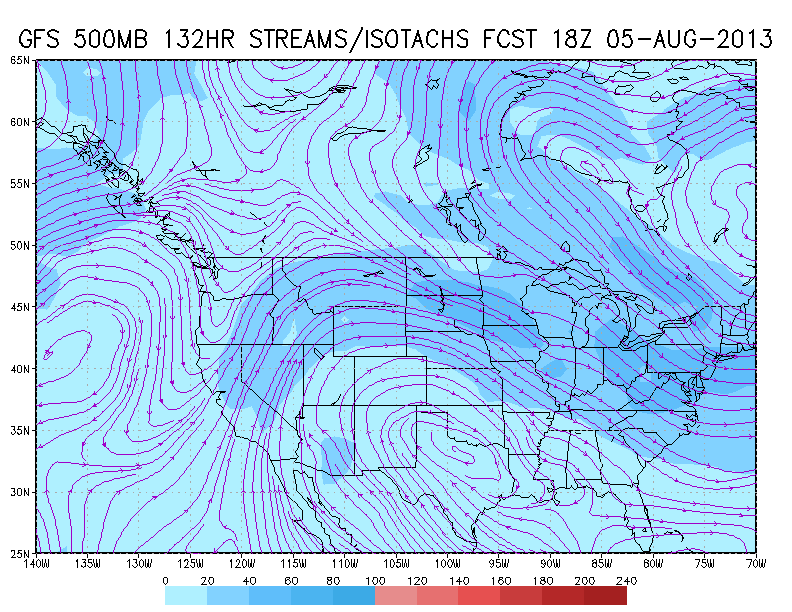 GFS 500MB 132HR STREAMS/ISOTACHS FCST 18Z 05-AUG-2013
65N
60N
55N
50N
45N
40N
35N
30N
25N
140W 135W 130W 125W 120W 115W 110W 105W 100W 95W 90W 85W 80W 75W 70W
0 20 40 60 80 100 120 140 160 180 200 240